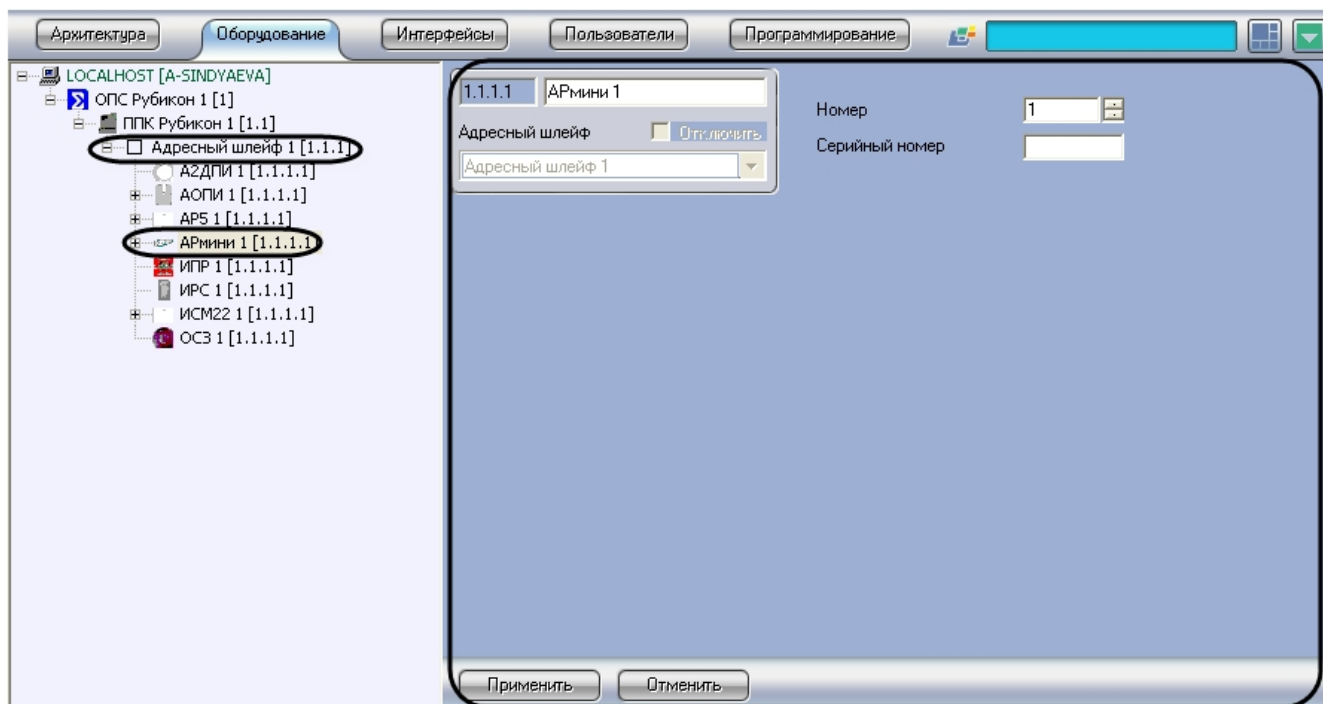 Архитектура Оборудование Интерфейсы Пользователи Программирование
LOCALHOST [A-SINDYAEVA]
ОПС Рубикон 1 [1]
ППК Рубикон 1 [1.1]
Адресный шлейф 1 [1.1.1]
А2ДПИ 1 [1.1.1.1]
АОПИ 1 [1.1.1.1]
АР5 1 [1.1.1.1]
АРмини 1 [1.1.1.1]
ИПР 1 [1.1.1.1]
ИРС 1 [1.1.1.1]
ИСМ22 1 [1.1.1.1]
ОСЗ 1 [1.1.1.1]
1.1.1.1 АРмини 1
Адресный шлейф Отключить
Адресный шлейф 1
Номер 1
Серийный номер
Применить Отменить